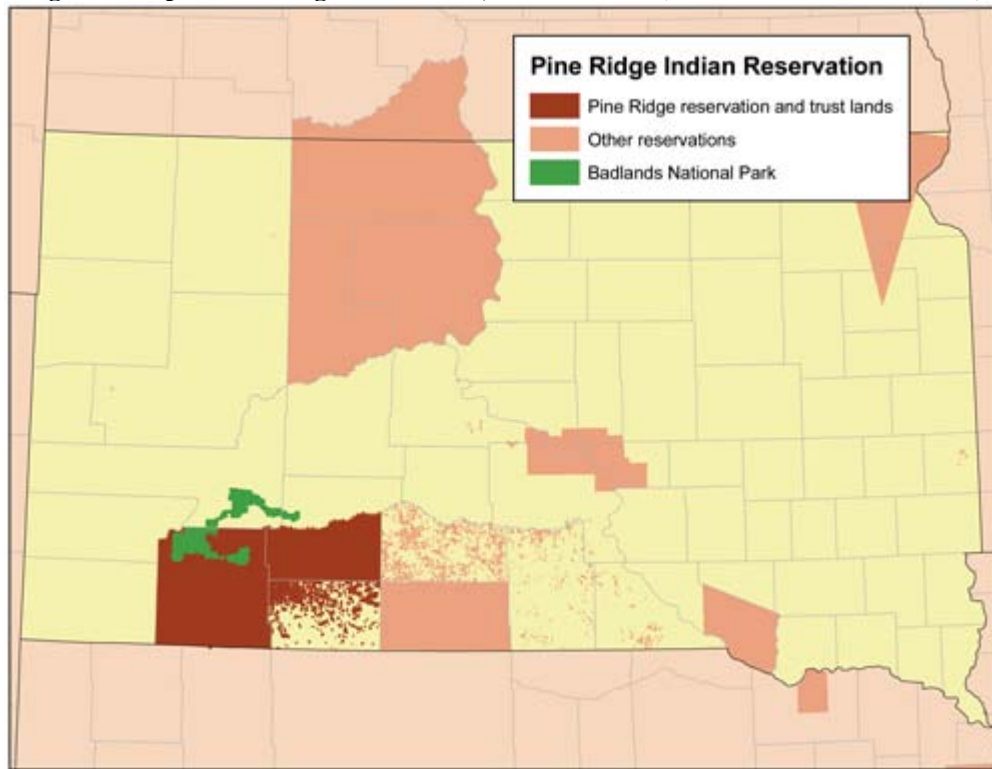 Pine Ridge Indian Reservation
Pine Ridge reservation and trust lands
Other reservations
Badlands National Park